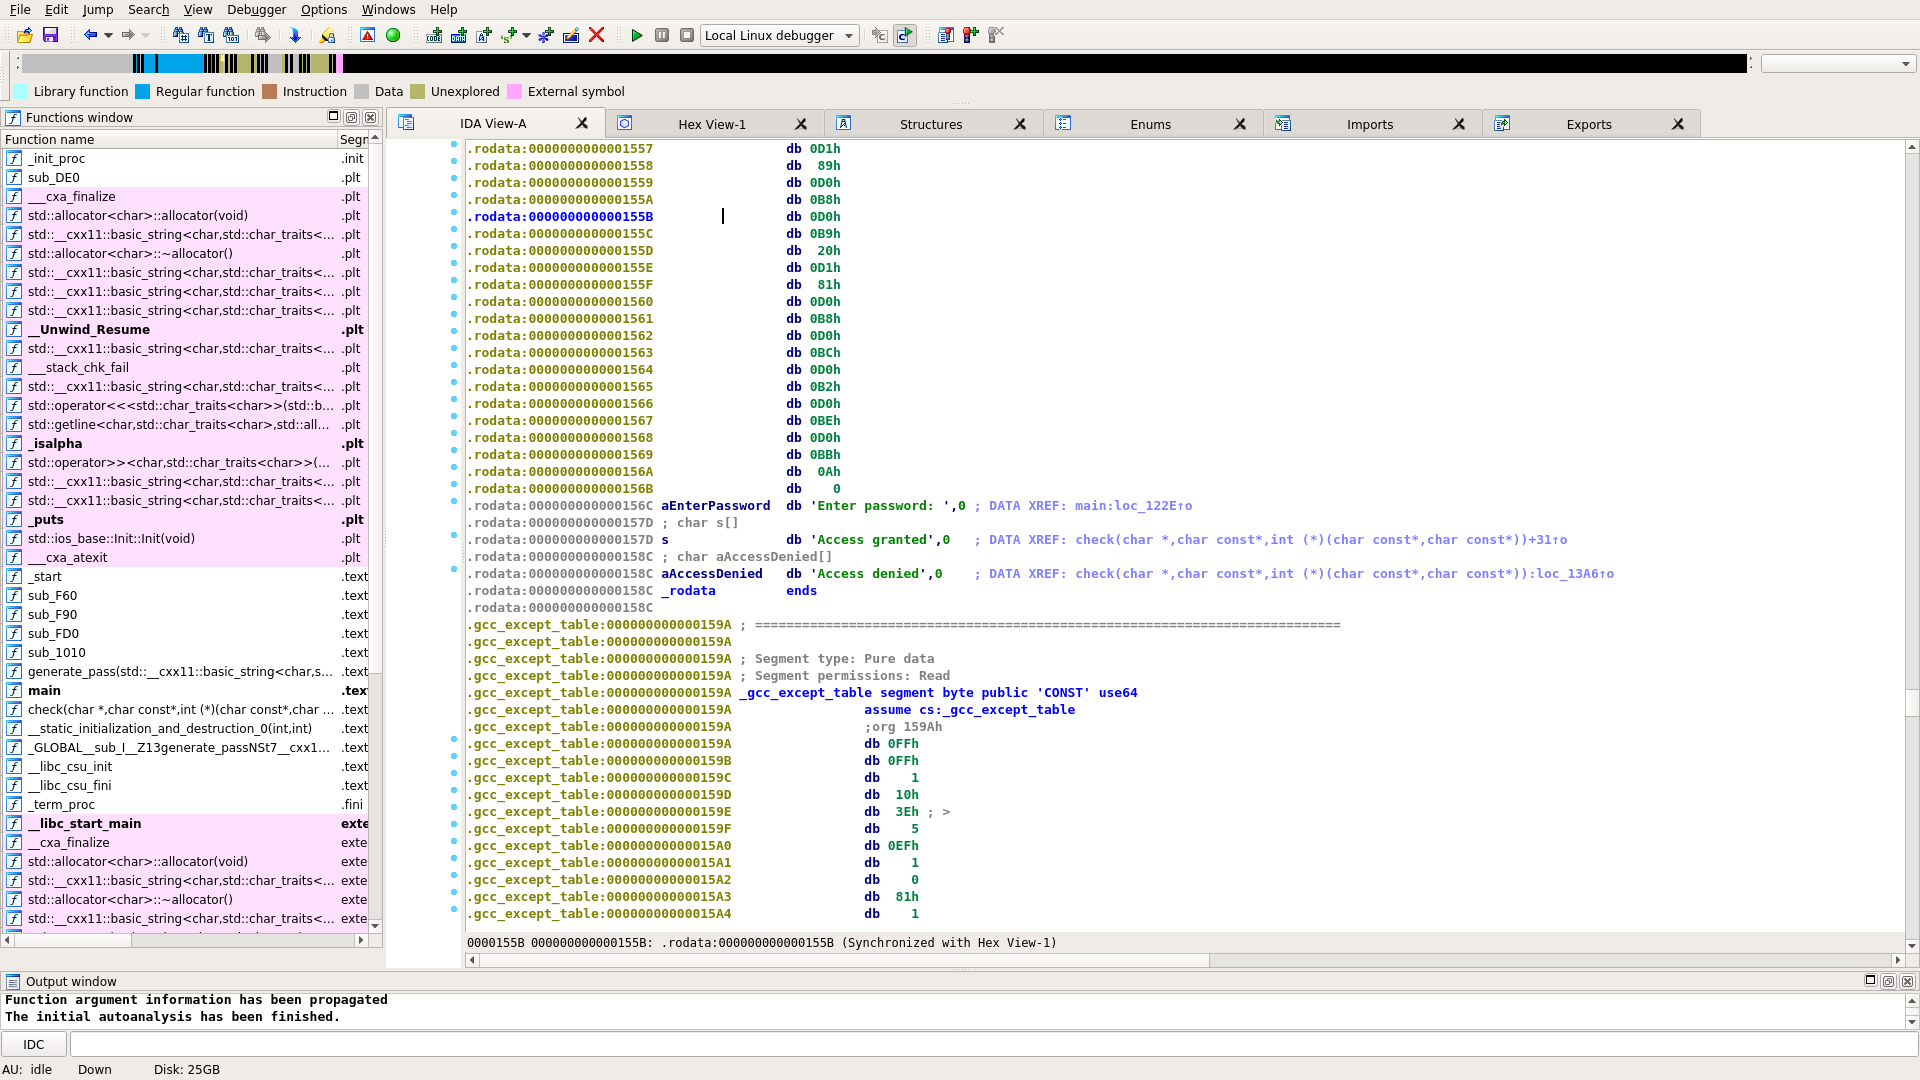 File Edit Jump Search View Debugger Options Windows Help
Local Linux debugger
Library function Regular function Instruction Data Unexplored External symbol
Functions window
Function name Segn
_init_proc .init
sub_DE0 .plt
___cxa_finalize .plt
std::allocator<char>::allocator(void) .plt
std::__cxx11::basic_string<char,std::char_traits<... .plt
std::allocator<char>::~allocator() .plt
std::__cxx11::basic_string<char,std::char_traits<... .plt
std::__cxx11::basic_string<char,std::char_traits<... .plt
std::__cxx11::basic_string<char,std::char_traits<... .plt
__Unwind_Resume .plt
std::__cxx11::basic_string<char,std::char_traits<... .plt
___stack_chk_fail .plt
std::__cxx11::basic_string<char,std::char_traits<... .plt
std::operator<<<std::char_traits<char>>(std::b... .plt
std::getline<char,std::char_traits<char>,std::all... .plt
_isalpha .plt
std::operator>><char,std::char_traits<char>>(... .plt
std::__cxx11::basic_string<char,std::char_traits<... .plt
std::__cxx11::basic_string<char,std::char_traits<... .plt
_puts .plt
std::ios_base::Init::Init(void) .plt
___cxa_atexit .plt
_start .text
sub_F60 .text
sub_F90 .text
sub_FD0 .text
sub_1010 .text
generate_pass(std::__cxx11::basic_string<char,s... .text
main .text
check(char *,char const*,int (*)(char const*,char ... .text
__static_initialization_and_destruction_0(int,int) .text
_GLOBAL__sub_I__Z13generate_passNSt7__cxx1... .text
__libc_csu_init .text
__libc_csu_fini .text
_term_proc .fini
__libc_start_main exte
__cxa_finalize exte
std::allocator<char>::allocator(void) exte
std::__cxx11::basic_string<char,std::char_traits<... exte
std::allocator<char>::~allocator() exte
std::__cxx11::basic_string<char,std::char_traits<... exte
IDA View-A Hex View-1 Structures Enums Imports Exports
.rodata:0000000000001557 db 0D1h
.rodata:0000000000001558 db 89h
.rodata:0000000000001559 db 0D0h
.rodata:000000000000155A db 0B8h
.rodata:000000000000155B db 0D0h
.rodata:000000000000155C db 0B9h
.rodata:000000000000155D db 20h
.rodata:000000000000155E db 0D1h
.rodata:000000000000155F db 81h
.rodata:0000000000001560 db 0D0h
.rodata:0000000000001561 db 0B8h
.rodata:0000000000001562 db 0D0h
.rodata:0000000000001563 db 0BCh
.rodata:0000000000001564 db 0D0h
.rodata:0000000000001565 db 0B2h
.rodata:0000000000001566 db 0D0h
.rodata:0000000000001567 db 0BEh
.rodata:0000000000001568 db 0D0h
.rodata:0000000000001569 db 0BBh
.rodata:000000000000156A db 0Ah
.rodata:000000000000156B db 0
.rodata:000000000000156C aEnterPassword db 'Enter password: ',0 ; DATA XREF: main:loc_122E↑o
.rodata:000000000000157D ; char s[]
.rodata:000000000000157D s db 'Access granted',0 ; DATA XREF: check(char *,char const*,int (*)(char const*,char const*))+31↑o
.rodata:000000000000158C ; char aAccessDenied[]
.rodata:000000000000158C aAccessDenied db 'Access denied',0 ; DATA XREF: check(char *,char const*,int (*)(char const*,char const*)):loc_13A6↑o
.rodata:000000000000158C _rodata ends
.rodata:000000000000158C
.gcc_except_table:000000000000159A ; ===========================================================================
.gcc_except_table:000000000000159A
.gcc_except_table:000000000000159A ; Segment type: Pure data
.gcc_except_table:000000000000159A ; Segment permissions: Read
.gcc_except_table:000000000000159A _gcc_except_table segment byte public 'CONST' use64
.gcc_except_table:000000000000159A assume cs:_gcc_except_table
.gcc_except_table:000000000000159A ;org 159Ah
.gcc_except_table:000000000000159A db 0FFh
.gcc_except_table:000000000000159B db 0FFh
.gcc_except_table:000000000000159C db 1
.gcc_except_table:000000000000159D db 10h
.gcc_except_table:000000000000159E db 3Eh ; >
.gcc_except_table:000000000000159F db 5
.gcc_except_table:00000000000015A0 db 0EFh
.gcc_except_table:00000000000015A1 db 1
.gcc_except_table:00000000000015A2 db 0
.gcc_except_table:00000000000015A3 db 81h
.gcc_except_table:00000000000015A4 db 1
0000155B 000000000000155B: .rodata:000000000000155B (Synchronized with Hex View-1)
Output window
Function argument information has been propagated
The initial autoanalysis has been finished.
IDC
AU: idle Down Disk: 25GB